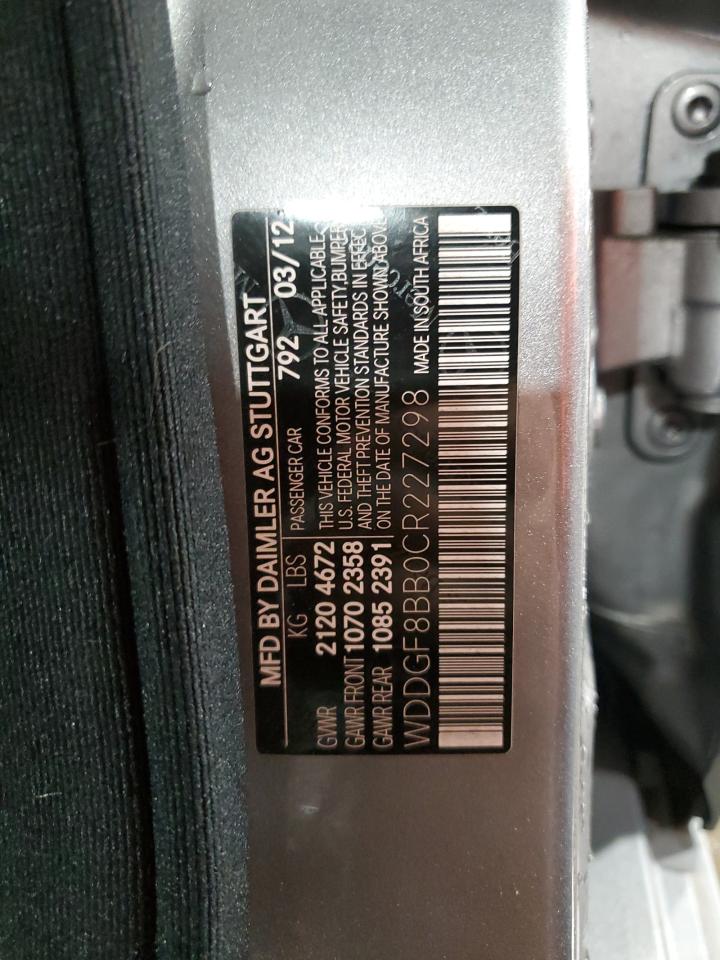 MFD BY DAIMLER AG STUTTGART
792 03/12
KG LBS PASSENGER CAR
GVWR 2120 4672 THIS VEHICLE CONFORMS TO ALL APPLICABLE
GAWR FRONT 1070 2358 U.S. FEDERAL MOTOR VEHICLE SAFETY, BUMPER
GAWR REAR 1085 2391 AND THEFT PREVENTION STANDARDS IN EFFECT
ON THE DATE OF MANUFACTURE SHOWN ABOVE
WDDGF8BB0CR227298 MADE IN SOUTH AFRICA